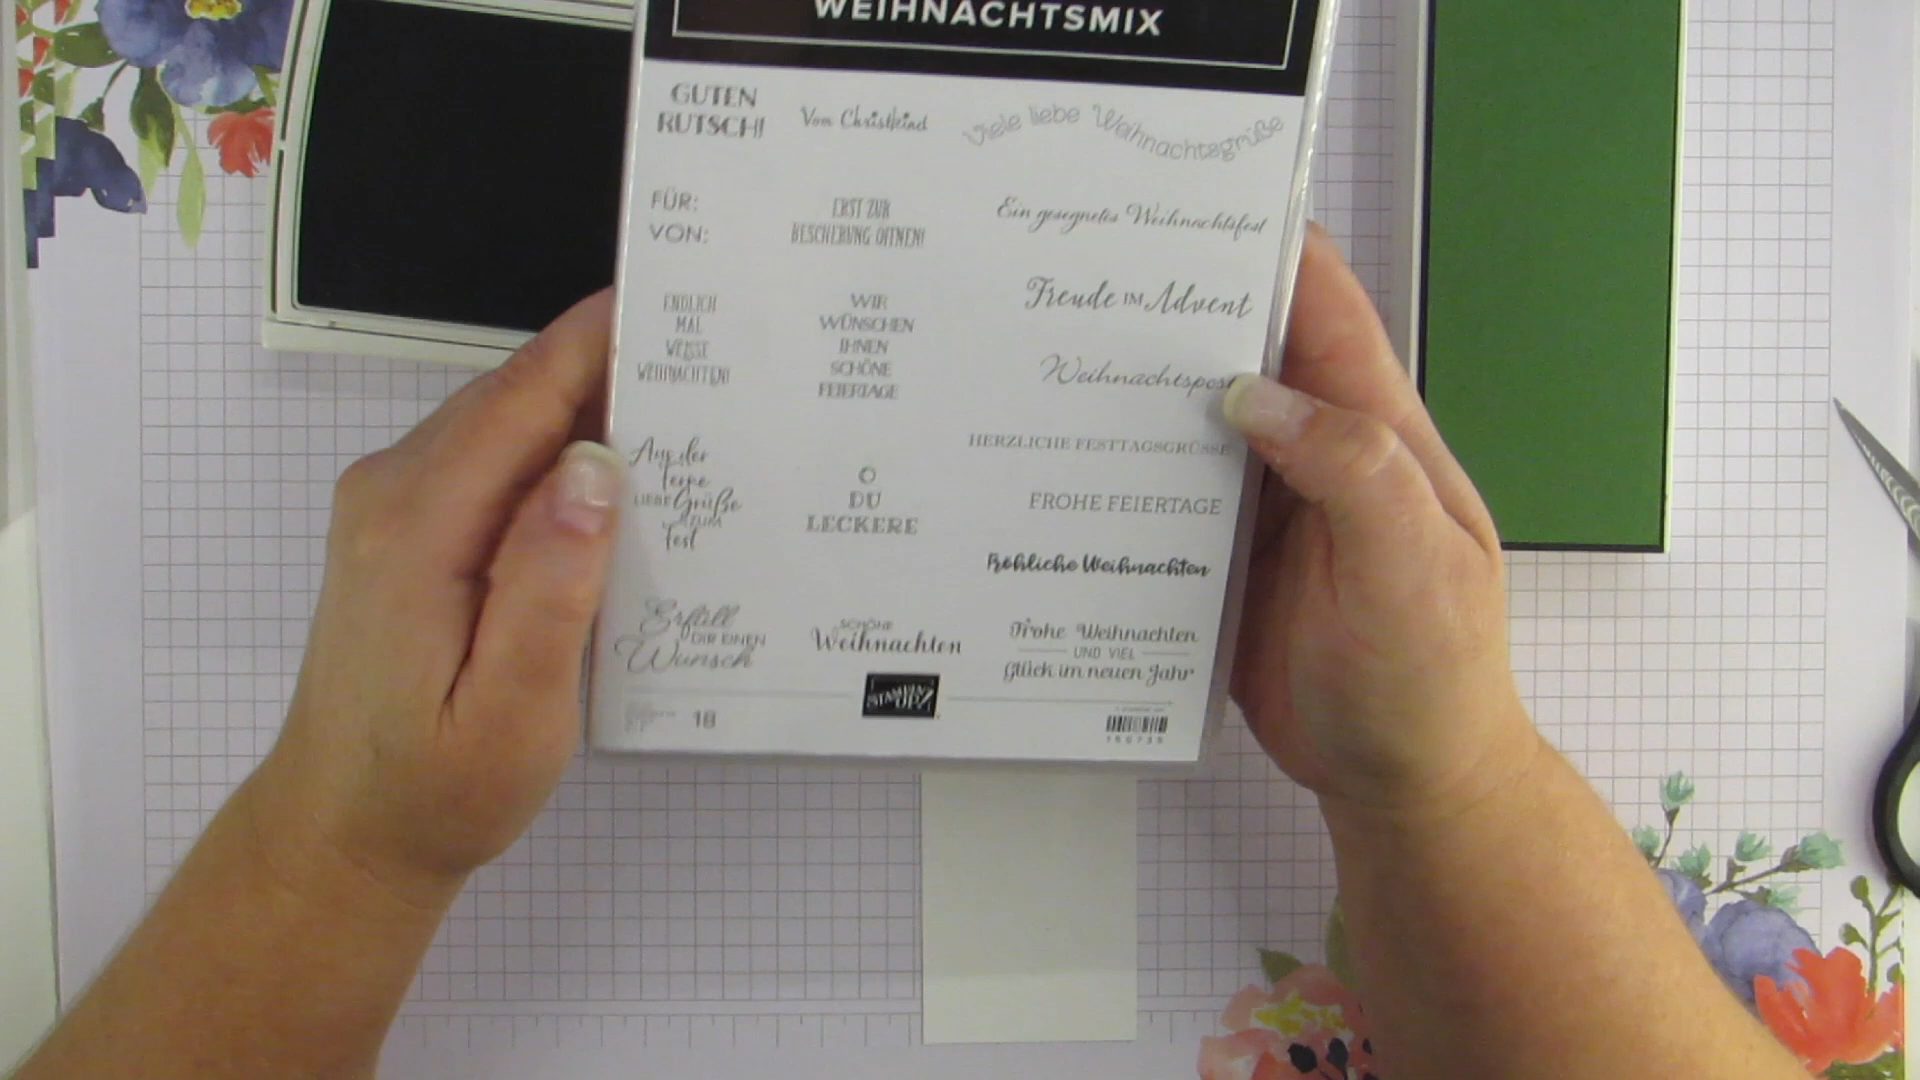 WEIHNACHTSMIX
GUTEN
RUTSCH!
Vom Christkind
Viele liebe Weihnachtsgrüße
FÜR:
VON:
ERST ZUR
BESCHERUNG ÖFFNEN!
Ein gesegnetes Weihnachtsfest
ENDLICH
MAL
WEISSE
WEIHNACHTEN!
WIR
WÜNSCHEN
IHNEN
SCHÖNE
FEIERTAGE
Freude IM Advent
Weihnachtspost
HERZLICHE FESTTAGSGRÜSSE
Aus der
Ferne
LIEBE Grüße
ZUM
Fest
O
DU
LECKERE
FROHE FEIERTAGE
Fröhliche Weihnachten
Erfüll
DIR EINEN
Wunsch
SCHÖNE
Weihnachten
Frohe Weihnachten
UND VIEL
Glück im neuen Jahr
STAMPIN' UP!
18
150735